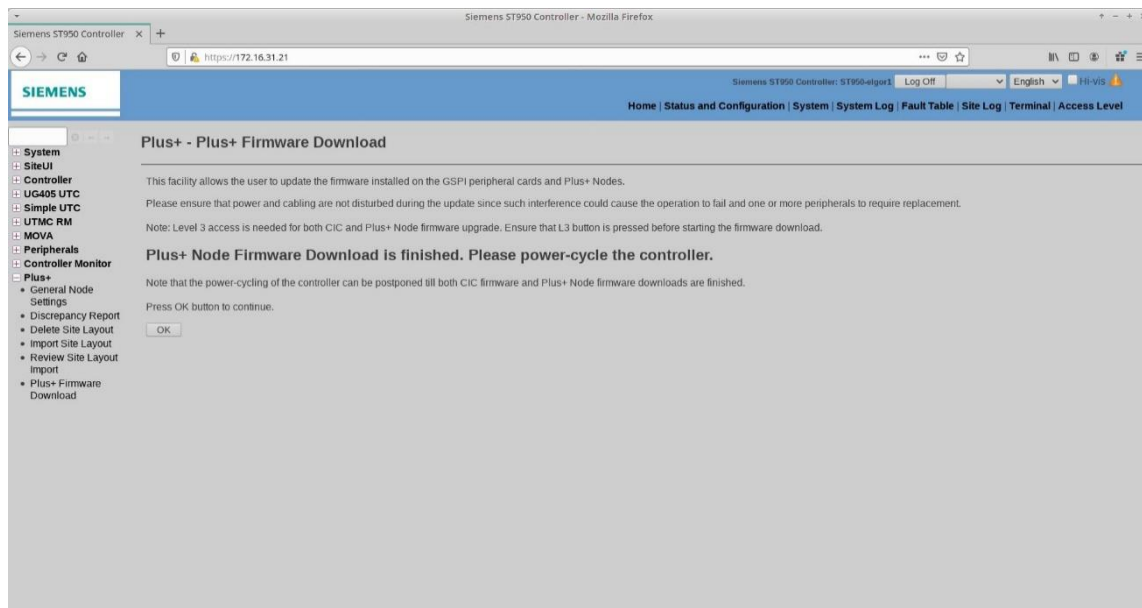 Siemens ST950 Controller - Mozilla Firefox
Siemens ST950 Controller
https://172.16.31.21
SIEMENS
Siemens ST950 Controller: ST950-elgor1 Log Off English Hi-vis
Home | Status and Configuration | System | System Log | Fault Table | Site Log | Terminal | Access Level
System
SiteUI
Controller
UG405 UTC
Simple UTC
UTMC RM
MOVA
Peripherals
Controller Monitor
Plus+
General Node
Settings
Discrepancy Report
Delete Site Layout
Import Site Layout
Review Site Layout
Import
Plus+ Firmware
Download
Plus+ - Plus+ Firmware Download
This facility allows the user to update the firmware installed on the GSPI peripheral cards and Plus+ Nodes.
Please ensure that power and cabling are not disturbed during the update since such interference could cause the operation to fail and one or more peripherals to require replacement.
Note: Level 3 access is needed for both CIC and Plus+ Node firmware upgrade. Ensure that L3 button is pressed before starting the firmware download.
Plus+ Node Firmware Download is finished. Please power-cycle the controller.
Note that the power-cycling of the controller can be postponed till both CIC firmware and Plus+ Node firmware downloads are finished.
Press OK button to continue.
OK